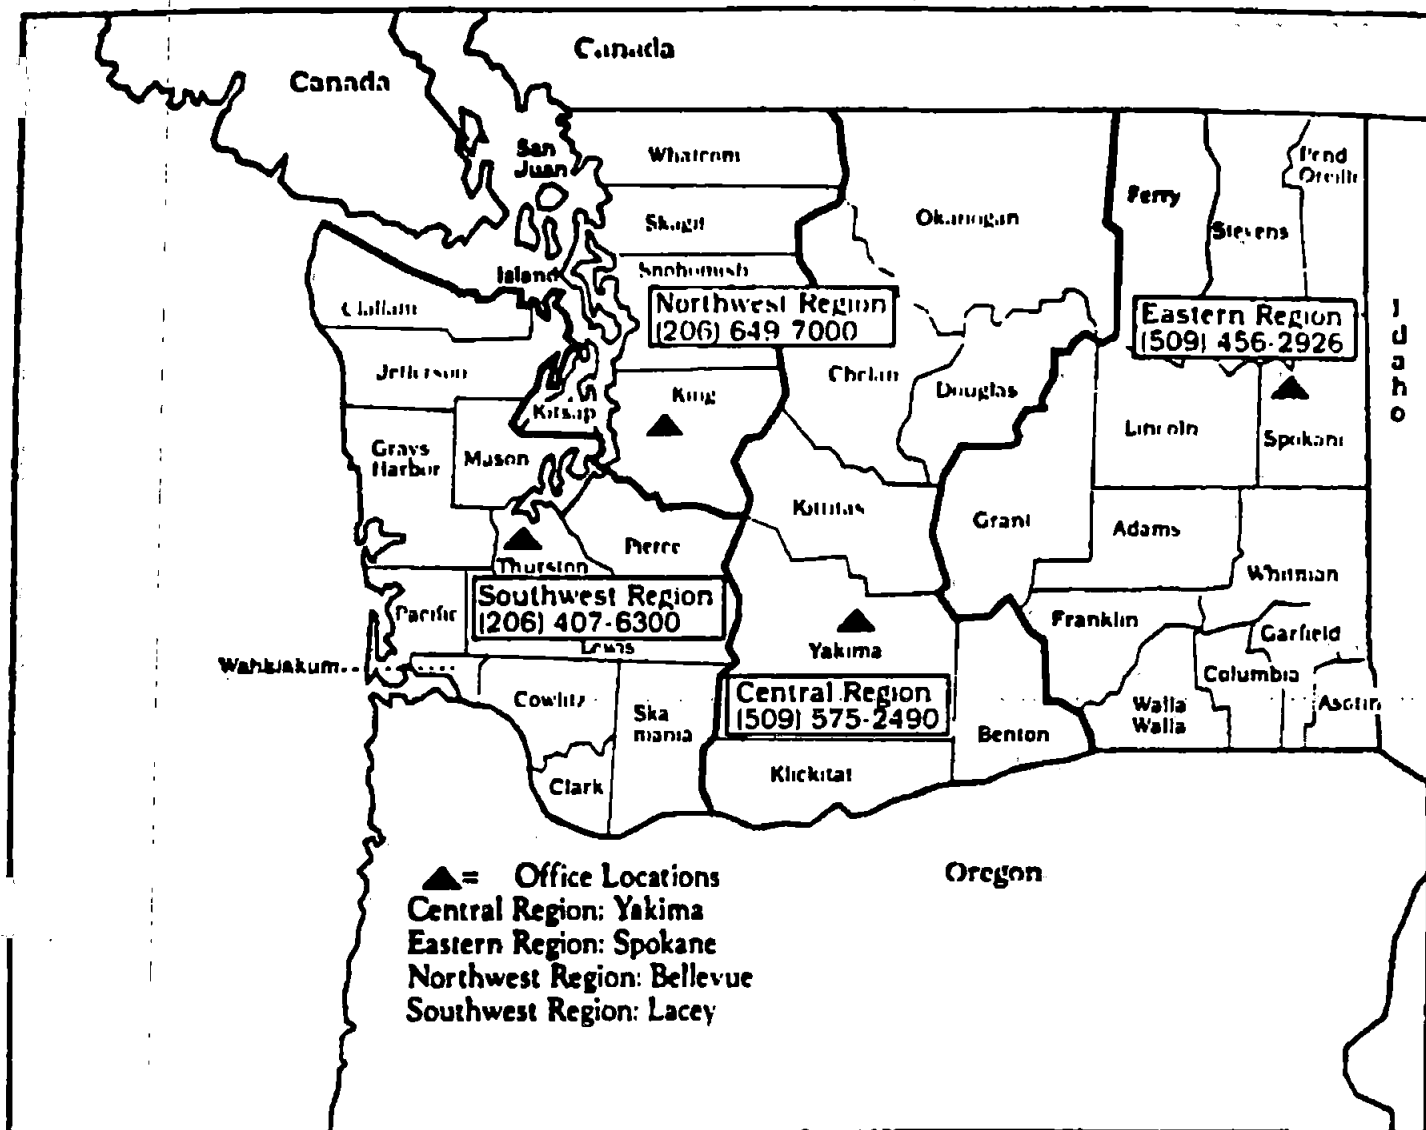 Canada
Canada
San
Juan
Whatcom
Skagit
Snohomish
Island
Okanogan
Ferry
Stevens
Pend
Oreille
Idaho
Northwest Region
(206) 649 7000
Eastern Region
(509) 456-2926
Clallam
Jefferson
Kitsap
King
Chelan
Douglas
Lincoln
Spokane
Grays
Harbor
Mason
Kittitas
Grant
Adams
Pierce
Thurston
Whitman
Southwest Region
(206) 407-6300
Pacific
Lewis
Yakima
Franklin
Garfield
Columbia
Wahkiakum
Cowlitz
Ska
mania
Central Region
(509) 575-2490
Benton
Walla
Walla
Asotin
Clark
Klickitat
Oregon
= Office Locations
Central Region: Yakima
Eastern Region: Spokane
Northwest Region: Bellevue
Southwest Region: Lacey